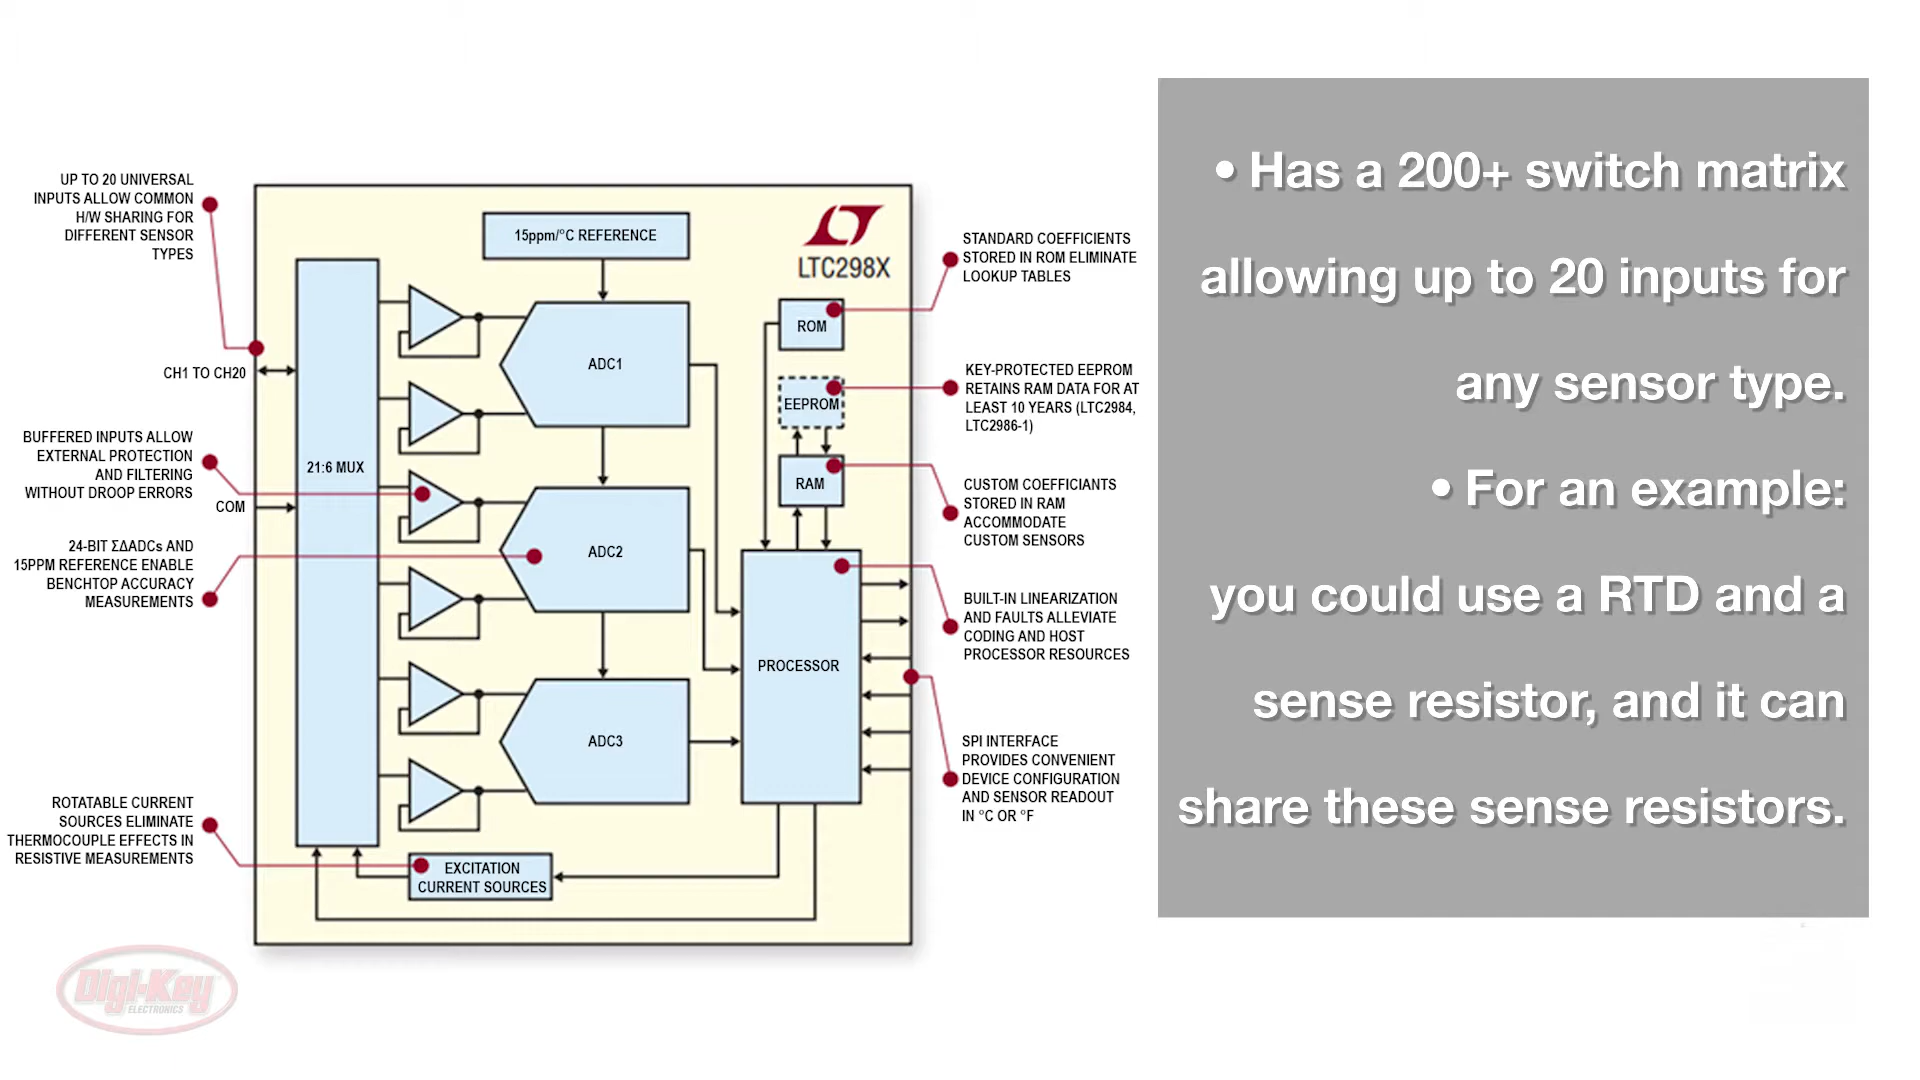 UP TO 20 UNIVERSAL
INPUTS ALLOW COMMON
H/W SHARING FOR
DIFFERENT SENSOR
TYPES
CH1 TO CH20
BUFFERED INPUTS ALLOW
EXTERNAL PROTECTION
AND FILTERING
WITHOUT DROOP ERRORS
COM
24-BIT ΣΔADCs AND
15PPM REFERENCE ENABLE
BENCHTOP ACCURACY
MEASUREMENTS
ROTATABLE CURRENT
SOURCES ELIMINATE
THERMOCOUPLE EFFECTS IN
RESISTIVE MEASUREMENTS
21:6 MUX
15ppm/°C REFERENCE
ADC1
ADC2
ADC3
EXCITATION
CURRENT SOURCES
LTC298X
ROM
EEPROM
RAM
PROCESSOR
STANDARD COEFFICIENTS
STORED IN ROM ELIMINATE
LOOKUP TABLES
KEY-PROTECTED EEPROM
RETAINS RAM DATA FOR AT
LEAST 10 YEARS (LTC2984,
LTC2986-1)
CUSTOM COEFFICIANTS
STORED IN RAM
ACCOMMODATE
CUSTOM SENSORS
BUILT-IN LINEARIZATION
AND FAULTS ALLEVIATE
CODING AND HOST
PROCESSOR RESOURCES
SPI INTERFACE
PROVIDES CONVENIENT
DEVICE CONFIGURATION
AND SENSOR READOUT
IN °C OR °F
• Has a 200+ switch matrix
allowing up to 20 inputs for
any sensor type.
• For an example:
you could use a RTD and a
sense resistor, and it can
share these sense resistors.
Digi-Key
ELECTRONICS